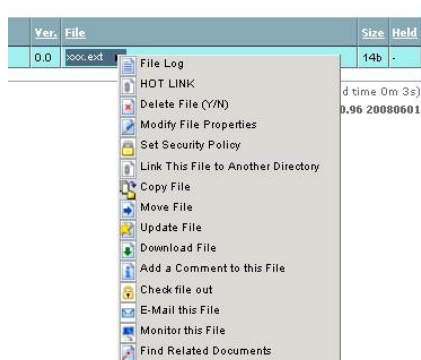 Ver. File Size Held
0.0 xxx.ext 14b -
File Log
HOT LINK
d time 0m 3s)
Delete File (Y/N)
0.96 20080601
Modify File Properties
Set Security Policy
Link This File to Another Directory
Copy File
Move File
Update File
Download File
Add a Comment to this File
Check file out
E-Mail this File
Monitor this File
Find Related Documents